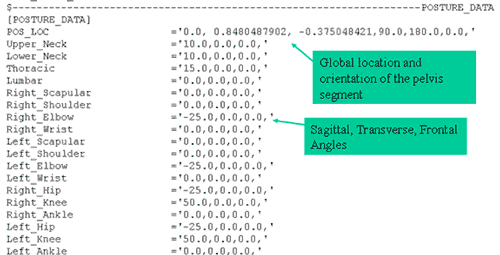 $---------------------------------------------------------------------POSTURE_DATA
[POSTURE_DATA]
POS_LOC ='0.0, 0.8480487902, -0.375048421,90.0,180.0,0.0,'
Upper_Neck ='10.0,0.0,0.0,'
Lower_Neck ='10.0,0.0,0.0,'
Thoracic ='15.0,0.0,0.0,'
Lumbar ='0.0,0.0,0.0,'
Right_Scapular ='0.0,0.0,0.0,'
Right_Shoulder ='0.0,0.0,0.0,'
Right_Elbow ='-25.0,0.0,0.0,'
Right_Wrist ='0.0,0.0,0.0,'
Left_Scapular ='0.0,0.0,0.0,'
Left_Shoulder ='0.0,0.0,0.0,'
Left_Elbow ='-25.0,0.0,0.0,'
Left_Wrist ='0.0,0.0,0.0,'
Right_Hip ='-25.0,0.0,0.0,'
Right_Knee ='50.0,0.0,0.0,'
Right_Ankle ='0.0,0.0,0.0,'
Left_Hip ='-25.0,0.0,0.0,'
Left_Knee ='50.0,0.0,0.0,'
Left_Ankle ='0.0,0.0,0.0,'
Global location and
orientation of the pelvis
segment
Sagittal, Transverse, Frontal
Angles